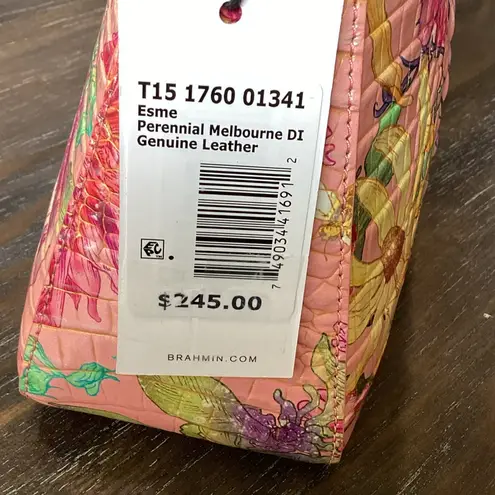 T15 1760 01341
Esme
Perennial Melbourne DI
Genuine Leather
7 49034 41691 2
$245.00
BRAHMIN.COM